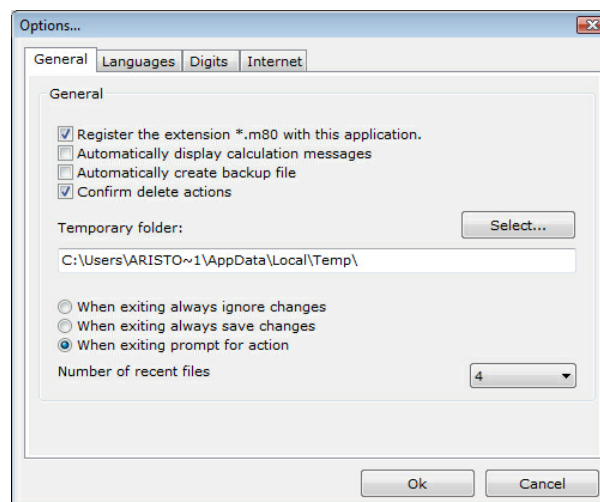 Options...
General Languages Digits Internet
General
Register the extension *.m80 with this application.
Automatically display calculation messages
Automatically create backup file
Confirm delete actions
Temporary folder:
Select...
C:\Users\ARISTO~1\AppData\Local\Temp\
When exiting always ignore changes
When exiting always save changes
When exiting prompt for action
Number of recent files
4
Ok Cancel